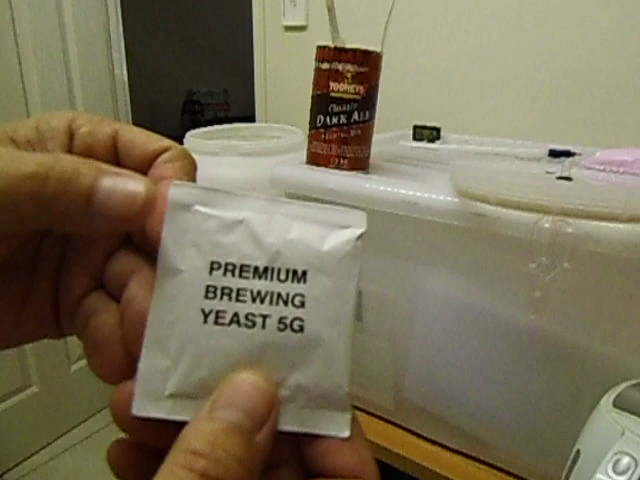 TOOHEYS
Classic
DARK ALE
PREMIUM
BREWING
YEAST 5G